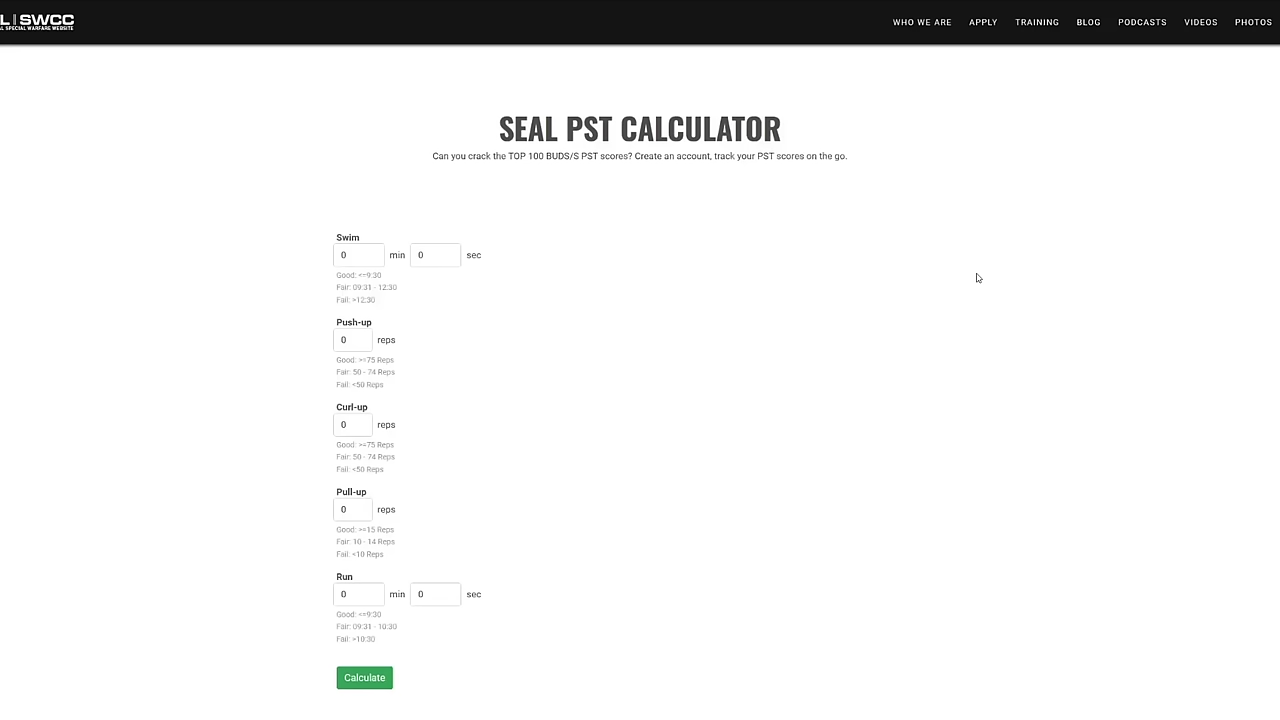 L | SWCC
AL SPECIAL WARFARE WEBSITE
WHO WE ARE APPLY TRAINING BLOG PODCASTS VIDEOS PHOTOS
SEAL PST CALCULATOR
Can you crack the TOP 100 BUDS/S PST scores? Create an account, track your PST scores on the go.
Swim
0 min 0 sec
Good: <=9:30
Fair: 09:31 - 12:30
Fail: >12:30
Push-up
0 reps
Good: >=75 Reps
Fair: 50 - 74 Reps
Fail: <50 Reps
Curl-up
0 reps
Good: >=75 Reps
Fair: 50 - 74 Reps
Fail: <50 Reps
Pull-up
0 reps
Good: >=15 Reps
Fair: 10 - 14 Reps
Fail: <10 Reps
Run
0 min 0 sec
Good: <=9:30
Fair: 09:31 - 10:30
Fail: >10:30
Calculate